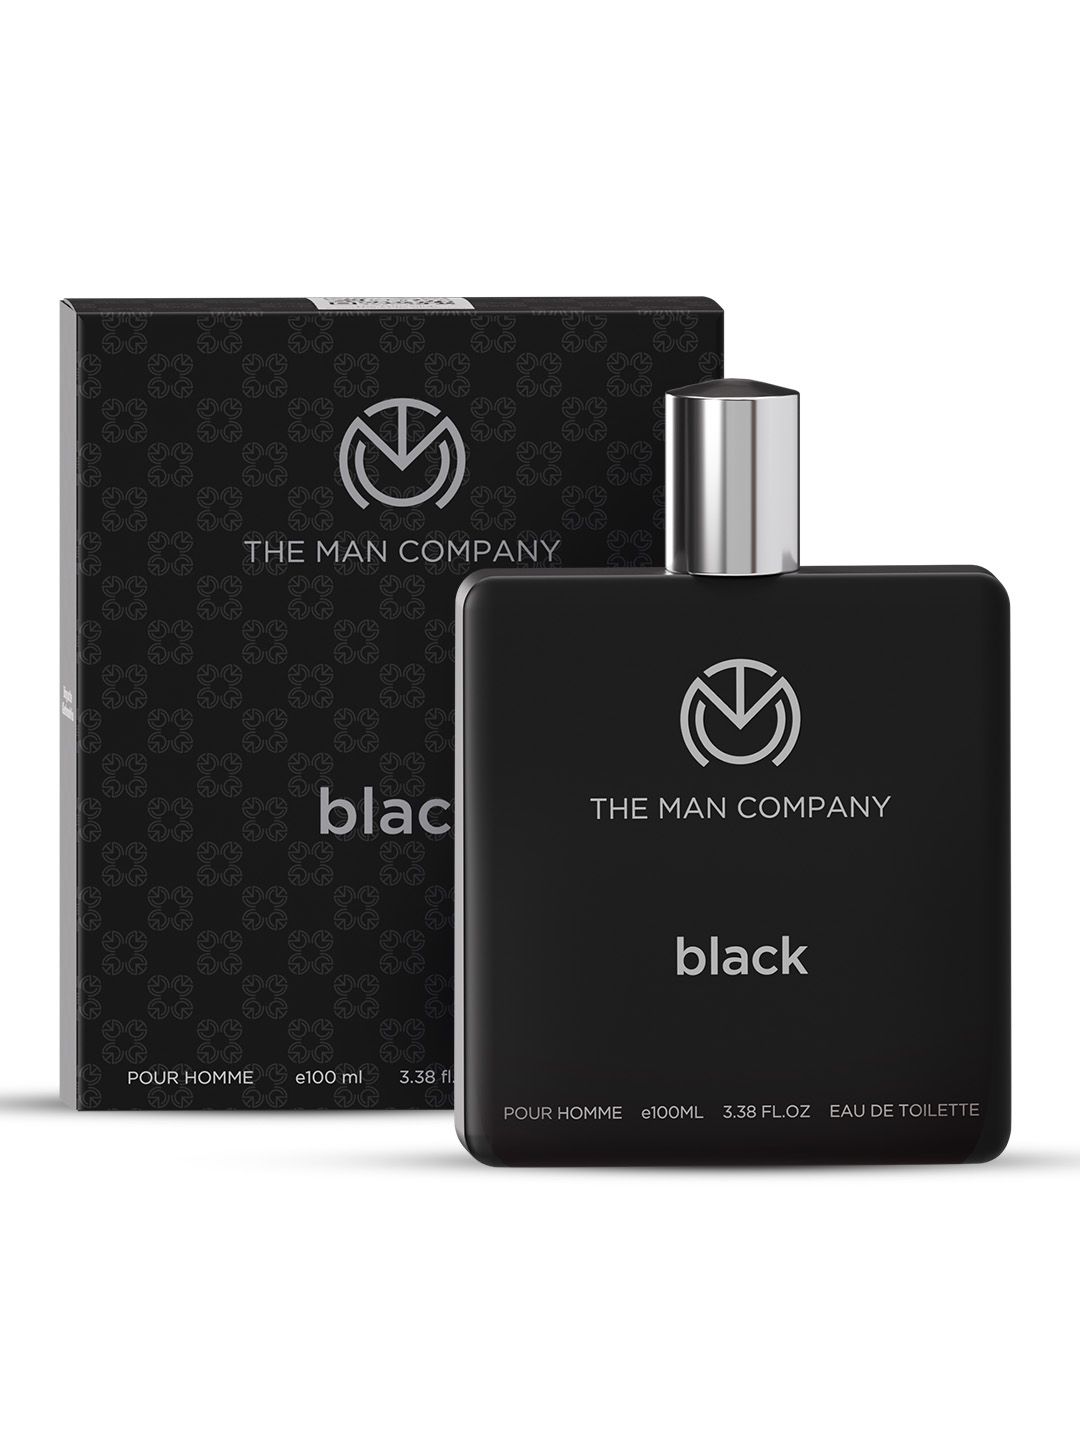 THE MAN COMPANY
blac
POUR HOMME e100 ml 3.38 fl.
THE MAN COMPANY
black
POUR HOMME e100ML 3.38 FL.OZ EAU DE TOILETTE